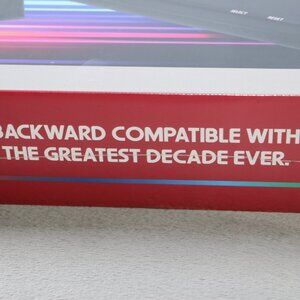 SELECT RESET
BACKWARD COMPATIBLE WITH
THE GREATEST DECADE EVER.